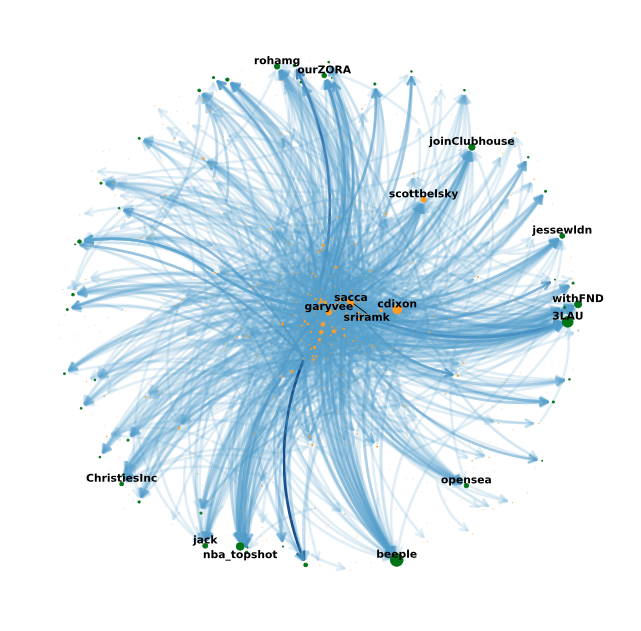 rohamg
ourZORA
joinClubhouse
scottbelsky
jessewldn
sacca
withFND
garyvee
cdixon
sriramk
3LAU
ChristiesInc
opensea
jack
nba_topshot
beeple